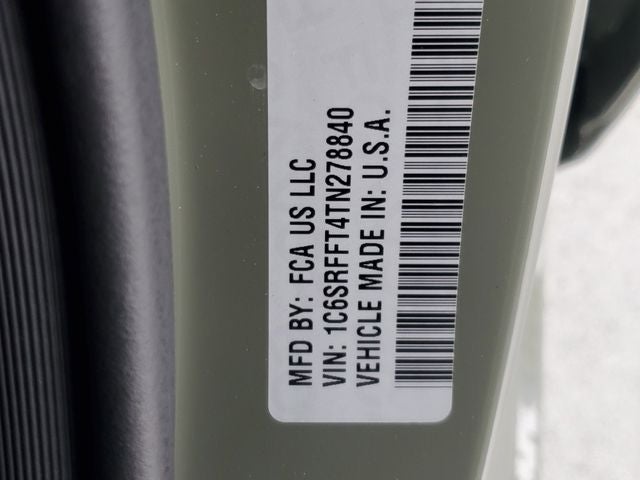 MFD BY: FCA US LLC
VIN: 1C6SRFFT4TN278840
VEHICLE MADE IN: U.S.A.